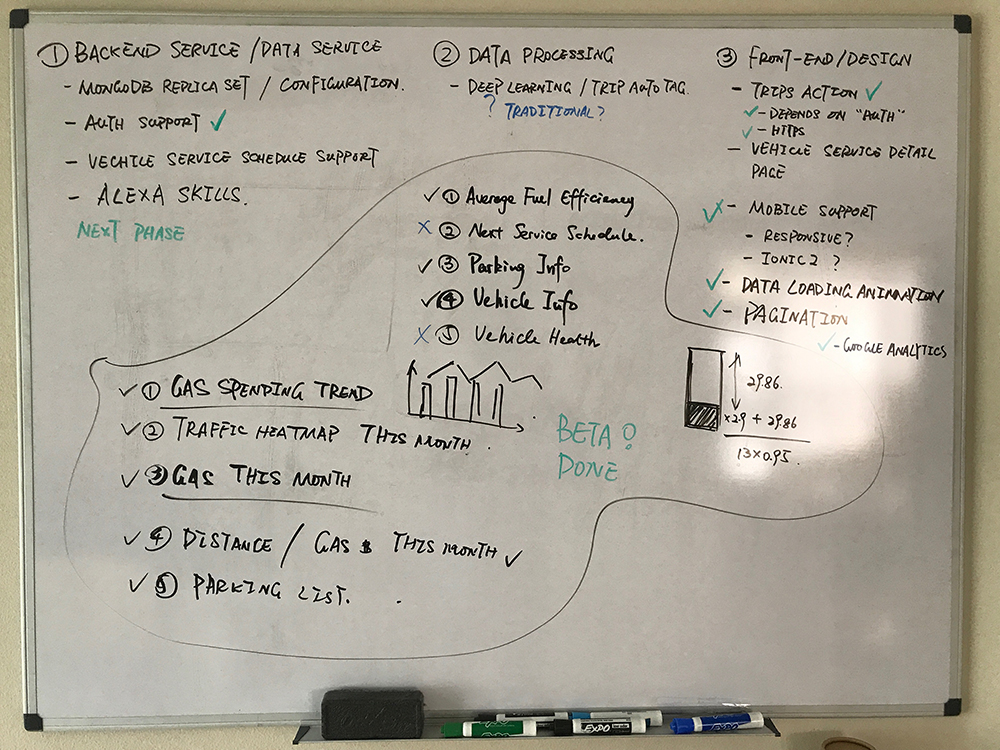 ① BACKEND SERVICE / DATA SERVICE
- MONGODB REPLICA SET / CONFIGURATION.
- AUTH SUPPORT ✓
- VECHILE SERVICE SCHEDULE SUPPORT
- ALEXA SKILLS.
NEXT PHASE
② DATA PROCESSING
- DEEP LEARNING / TRIP AUTO TAG.
? TRADITIONAL?
③ FRONT-END/DESIGN
- TRIPS ACTION ✓
✓ - DEPENDS ON "AUTH"
✓ - HTTPS
- VEHICLE SERVICE DETAIL
PAGE
- MOBILE SUPPORT
- RESPONSIVE?
- IONIC 2 ?
✓ - DATA LOADING ANIMATION
✓ - PAGINATION
✓ - GOOGLE ANALYTICS
✓ ① Average Fuel Efficiency
✗ ② Next Service Schedule.
✓ ③ Parking Info
✓ ④ Vehicle Info
✗ ⑤ Vehicle Health
✓ ① GAS SPENDING TREND
✓ ② TRAFFIC HEATMAP THIS MONTH.
✓ ③ GAS THIS MONTH
✓ ④ DISTANCE / GAS $ THIS MONTH ✓
✓ ⑤ PARKING LIST.
BETA
DONE
29.86.
×2.9 + 29.86
13×0.95.
EXPO
EXPO